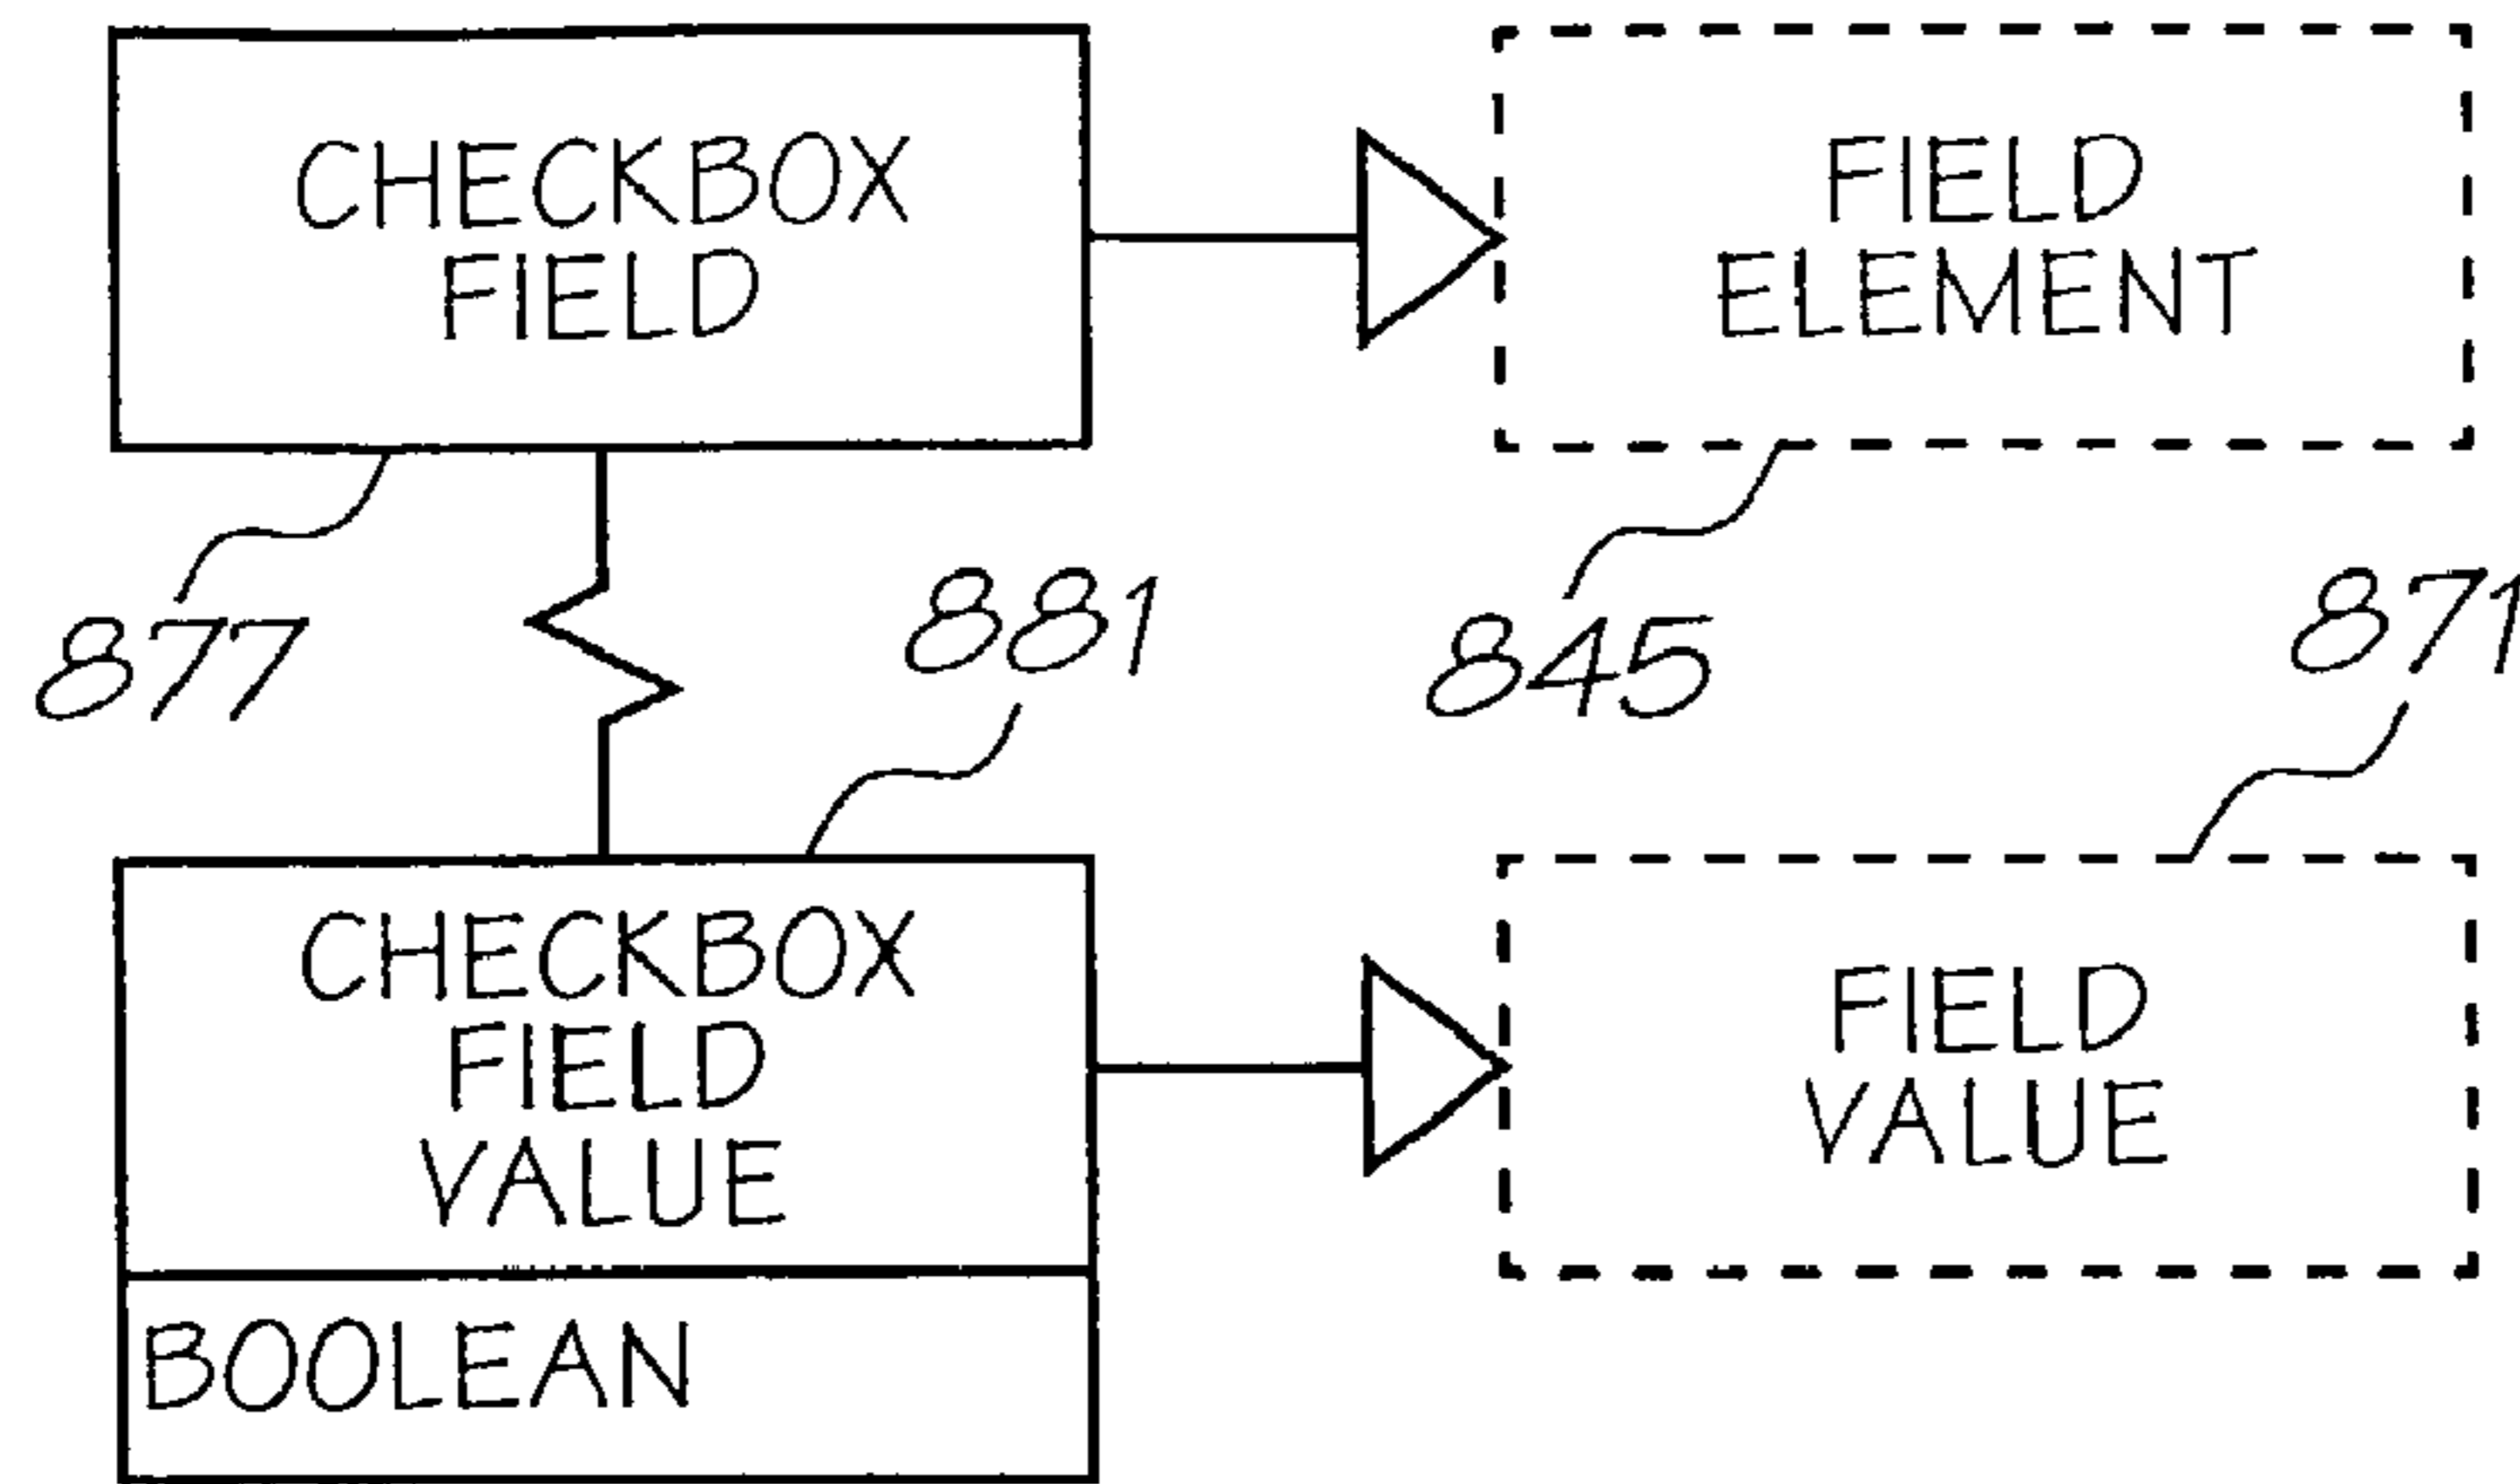 CHECKBOX
FIELD
FIELD
ELEMENT
877
881
845
871
CHECKBOX
FIELD
VALUE
FIELD
VALUE
BOOLEAN